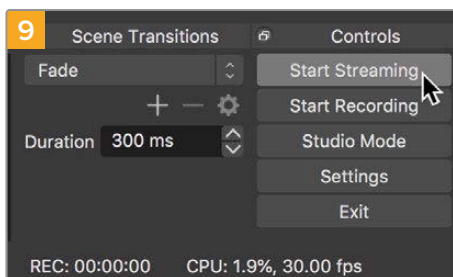 9
Scene Transitions
Controls
Fade
Start Streaming
Start Recording
Duration 300 ms
Studio Mode
Settings
Exit
REC: 00:00:00 CPU: 1.9%, 30.00 fps